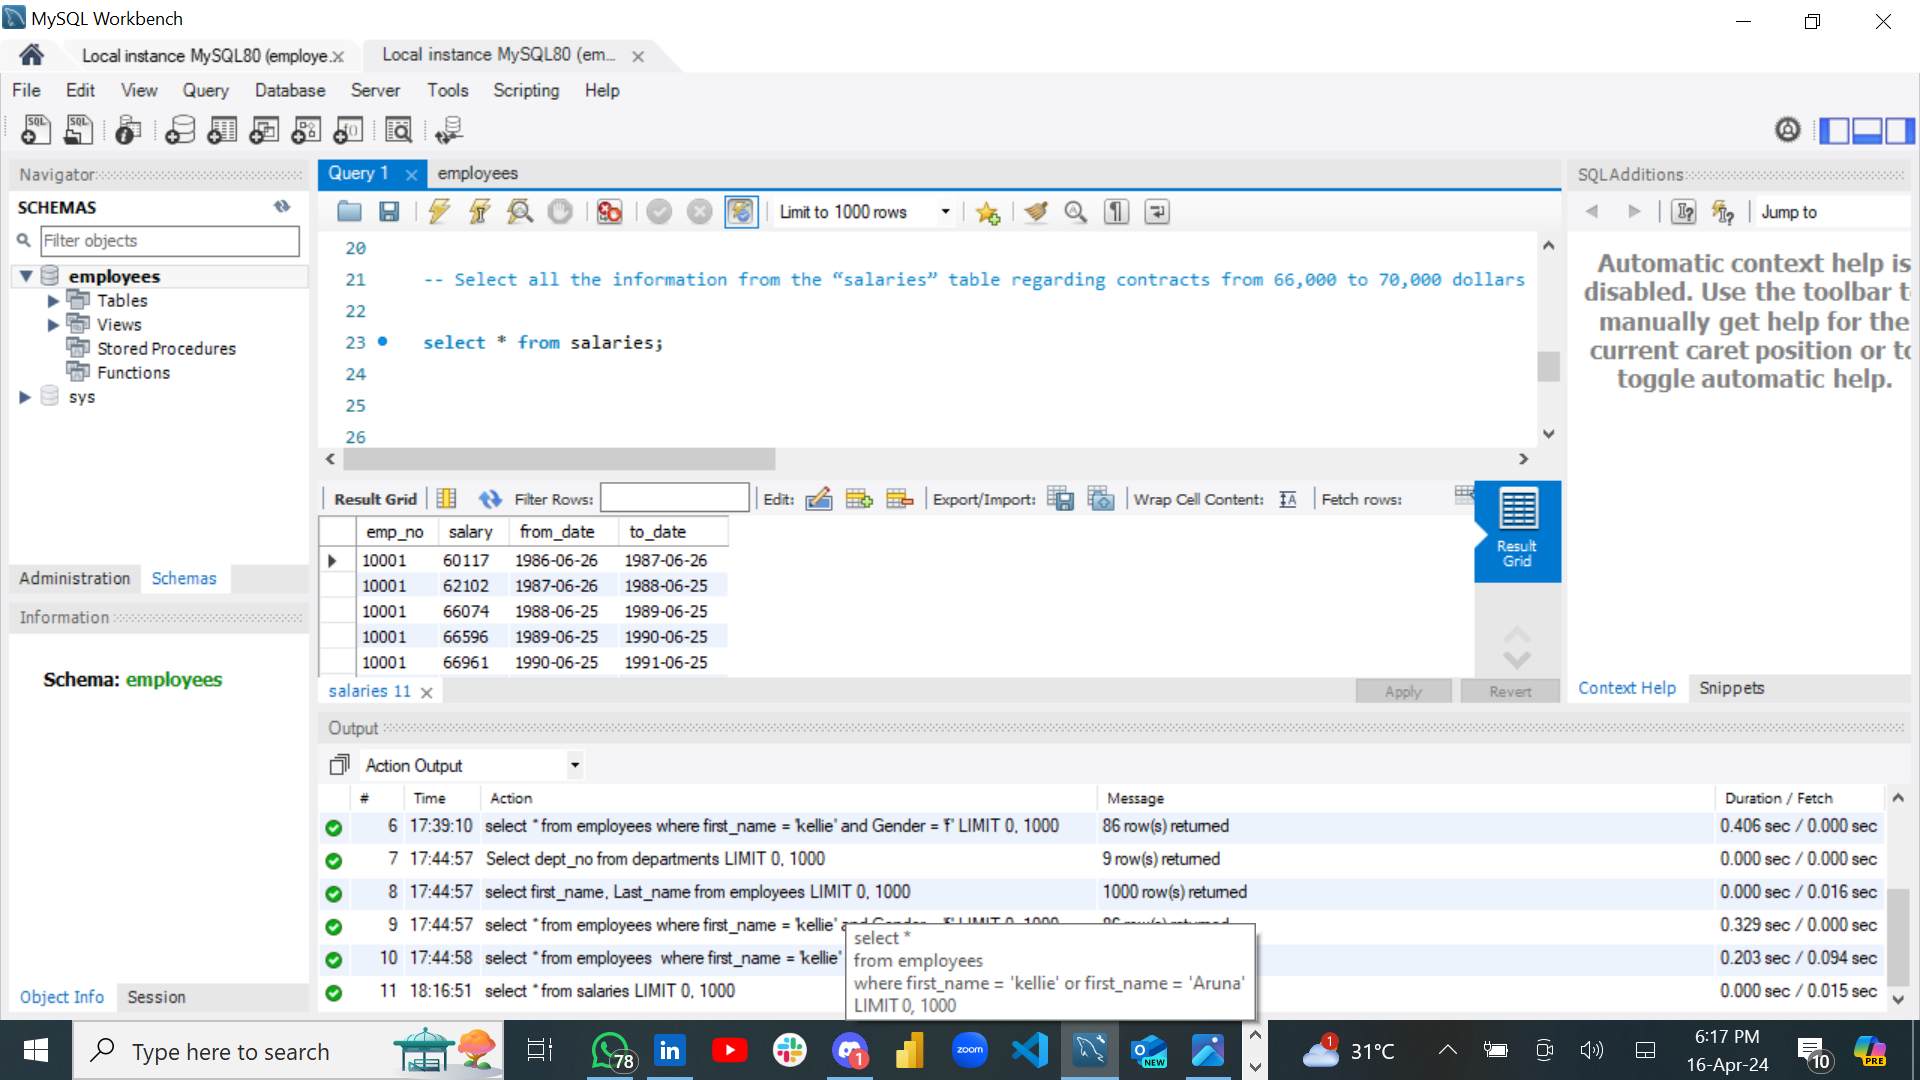 MySQL Workbench
Local instance MySQL80 (employe.
Local instance MySQL80 (em...
File Edit View Query Database Server Tools Scripting Help
Navigator
SCHEMAS
Filter objects
employees
Tables
Views
Stored Procedures
Functions
sys
Administration Schemas
Information
Schema: employees
Object Info Session
Query 1
employees
Limit to 1000 rows
20
21 -- Select all the information from the “salaries” table regarding contracts from 66,000 to 70,000 dollars
22
23 select * from salaries;
24
25
26
Result Grid Filter Rows: Edit: Export/Import: Wrap Cell Content: Fetch rows:
emp_no salary from_date to_date
10001 60117 1986-06-26 1987-06-26
10001 62102 1987-06-26 1988-06-25
10001 66074 1988-06-25 1989-06-25
10001 66596 1989-06-25 1990-06-25
10001 66961 1990-06-25 1991-06-25
Result
Grid
salaries 11
Apply Revert
SQLAdditions
Jump to
Automatic context help is
disabled. Use the toolbar t
manually get help for the
current caret position or to
toggle automatic help.
Context Help Snippets
Output
Action Output
# Time Action Message Duration / Fetch
6 17:39:10 select * from employees where first_name = 'kellie' and Gender = 'f' LIMIT 0, 1000 86 row(s) returned 0.406 sec / 0.000 sec
7 17:44:57 Select dept_no from departments LIMIT 0, 1000 9 row(s) returned 0.000 sec / 0.000 sec
8 17:44:57 select first_name, Last_name from employees LIMIT 0, 1000 1000 row(s) returned 0.000 sec / 0.016 sec
9 17:44:57 select * from employees where first_name = 'kellie' and Gender = 'f' LIMIT 0, 1000 86 row(s) returned 0.329 sec / 0.000 sec
10 17:44:58 select * from employees where first_name = 'kellie' 0.203 sec / 0.094 sec
11 18:16:51 select * from salaries LIMIT 0, 1000 0.000 sec / 0.015 sec
select *
from employees
where first_name = 'kellie' or first_name = 'Aruna'
LIMIT 0, 1000
Type here to search
78
1
zoom
NEW
1
31°C
6:17 PM
16-Apr-24
10
PRE